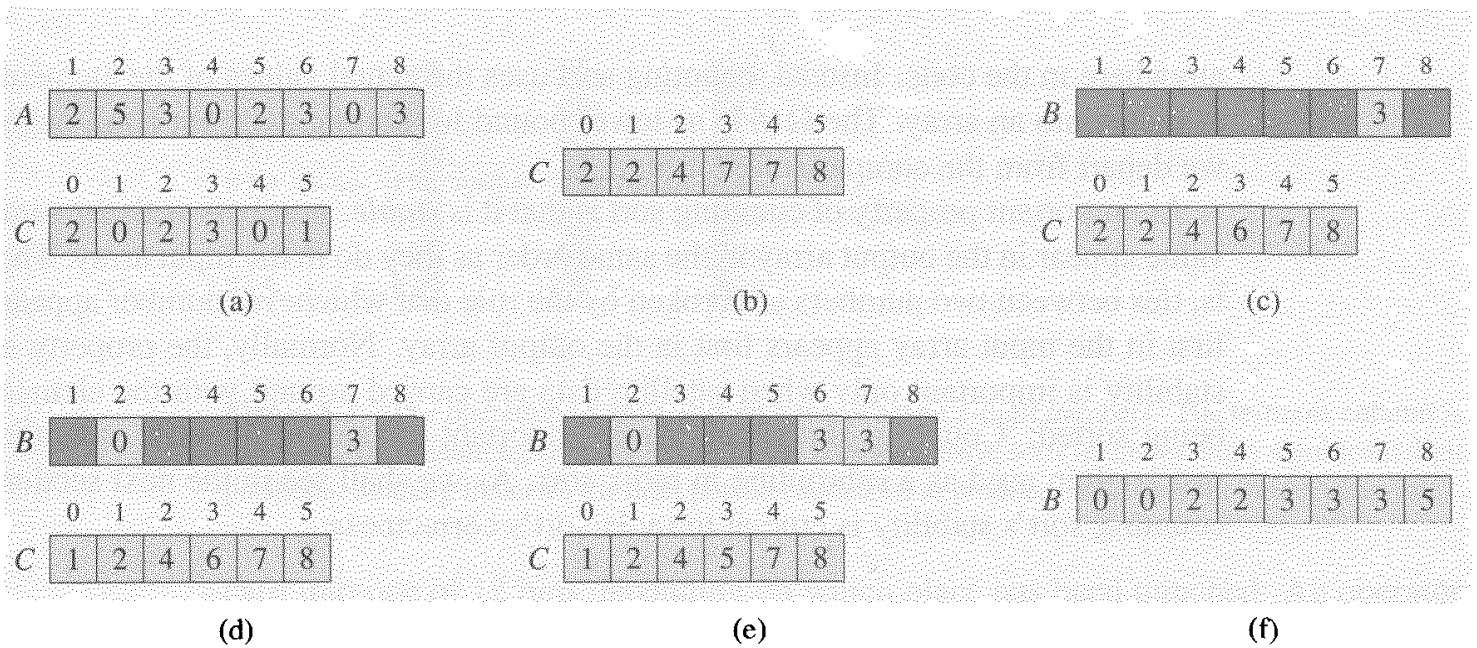 1 2 3 4 5 6 7 8
A 2 5 3 0 2 3 0 3
0 1 2 3 4 5
C 2 0 2 3 0 1
(a)
0 1 2 3 4 5
C 2 2 4 7 7 8
(b)
1 2 3 4 5 6 7 8
B 3
0 1 2 3 4 5
C 2 2 4 6 7 8
(c)
1 2 3 4 5 6 7 8
B 0 3
0 1 2 3 4 5
C 1 2 4 6 7 8
(d)
1 2 3 4 5 6 7 8
B 0 3 3
0 1 2 3 4 5
C 1 2 4 5 7 8
(e)
1 2 3 4 5 6 7 8
B 0 0 2 2 3 3 3 5
(f)